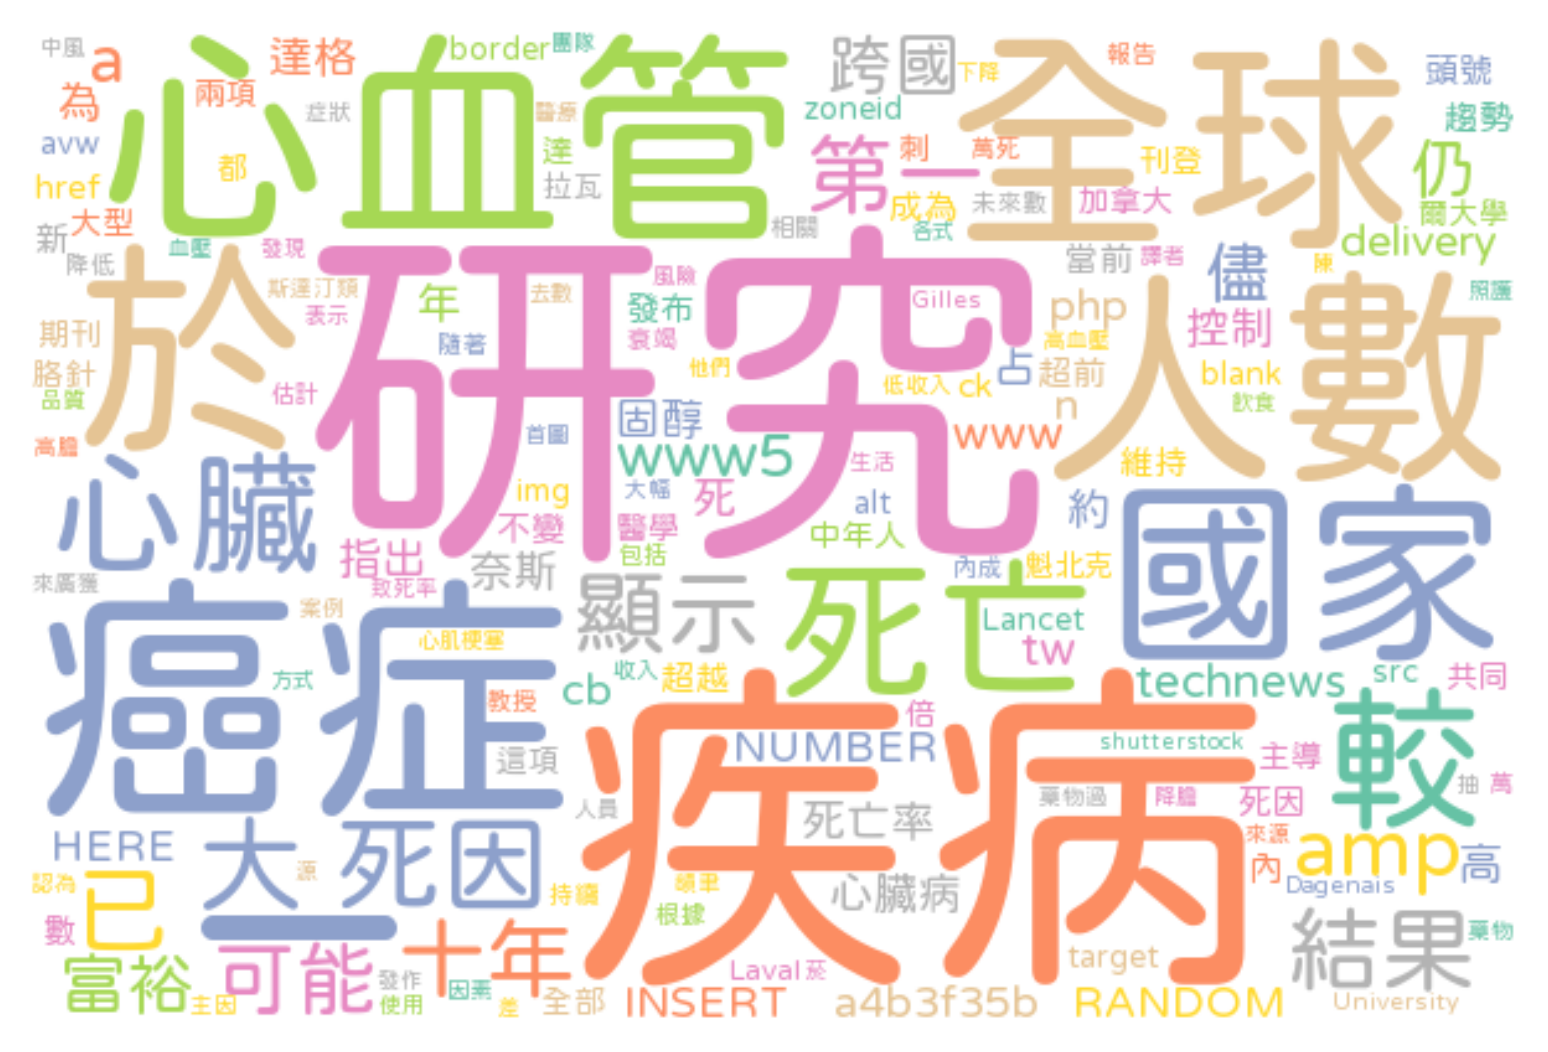 中風
a
達格
border
團隊
心血管
跨國
全球
下降
報告
頭號
為
兩項
症狀
醫療
zoneid
趨勢
avw
都
達
第一
刺
萬死
刊登
仍
href
拉瓦
成為
未來數
加拿大
爾大學
大型
新
血壓
發現
相關
各式
delivery
降低
於
研究
風險
當前
譯者
儘
陳
人數
斯達汀類
年
去數
發布
Gilles
php
照護
期刊
表示
隨著
衰竭
高血壓
控制
胳針
他們
低收入
ck
占
超前
blank
品質
估計
n
飲食
高膽
首圖
固醇
www
www5
心臟
img
大幅
死
生活
alt
維持
約
國家
不變
醫學
中年人
指出
奈斯
包括
內成
魁北克
來廣獲
致死率
癌症
案例
顯示
死亡
Lancet
心肌梗塞
tw
方式
收入
超越
cb
technews
src
共同
教授
疾病
倍
NUMBER
shutterstock
主導
較
這項
人員
藥物過
降膽
死因
抽
萬
死亡率
HERE
大
死因
來源
amp
高
源
內
Dagenais
認為
已
持續
根據
心臟病
數
一
十年
結果
藥物
富裕
可能
發作
因素
Laval
菸
target
主因
使用
差
全部
INSERT
a4b3f35b
RANDOM
University